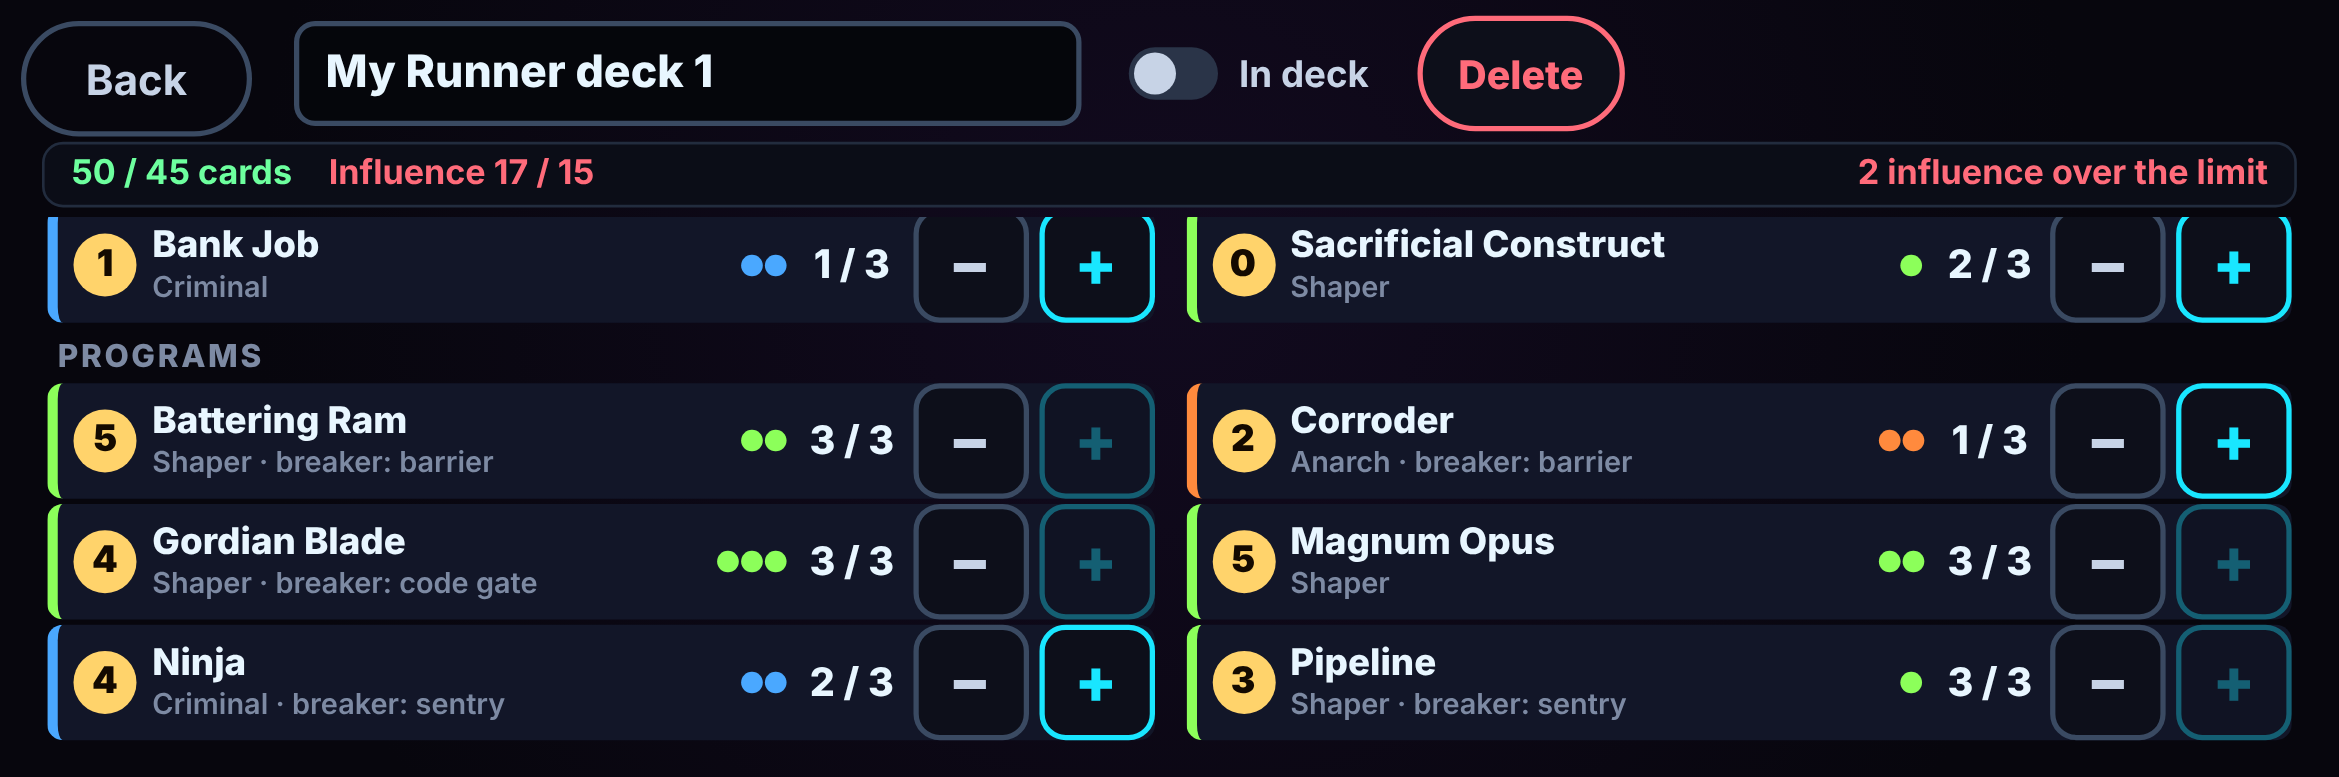 Back
My Runner deck 1
In deck
Delete
50 / 45 cards
Influence 17 / 15
2 influence over the limit
1
Bank Job
Criminal
1 / 3
−
+
0
Sacrificial Construct
Shaper
2 / 3
−
+
PROGRAMS
5
Battering Ram
Shaper · breaker: barrier
3 / 3
−
+
2
Corroder
Anarch · breaker: barrier
1 / 3
−
+
4
Gordian Blade
Shaper · breaker: code gate
3 / 3
−
+
5
Magnum Opus
Shaper
3 / 3
−
+
4
Ninja
Criminal · breaker: sentry
2 / 3
−
+
3
Pipeline
Shaper · breaker: sentry
3 / 3
−
+